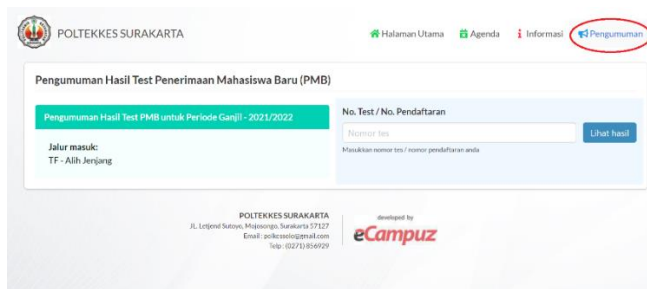 POLTEKKES SURAKARTA
Halaman Utama Agenda Informasi Pengumuman
Pengumuman Hasil Test Penerimaan Mahasiswa Baru (PMB)
Pengumuman Hasil Test PMB untuk Periode Ganjil - 2021/2022
Jalur masuk:
TF - Alih Jenjang
No. Test / No. Pendaftaran
Nomor tes
Lihat hasil
Masukkan nomor tes / nomor pendaftaran anda
POLTEKKES SURAKARTA
JL. Letjend Sutoyo, Mojosongo, Surakarta 57127
Email : polkessolo@gmail.com
Telp : (0271) 856929
developed by
eCampuz